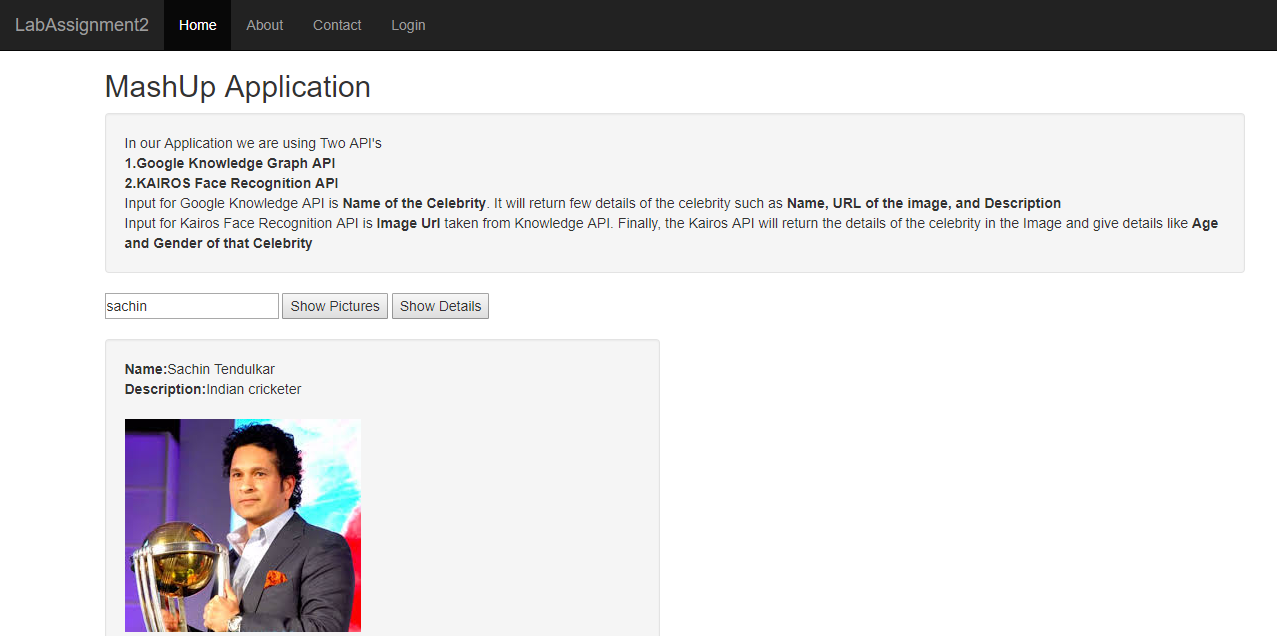 LabAssignment2 Home About Contact Login
MashUp Application
In our Application we are using Two API's
1.Google Knowledge Graph API
2.KAIROS Face Recognition API
Input for Google Knowledge API is Name of the Celebrity. It will return few details of the celebrity such as Name, URL of the image, and Description
Input for Kairos Face Recognition API is Image Url taken from Knowledge API. Finally, the Kairos API will return the details of the celebrity in the Image and give details like Age
and Gender of that Celebrity
sachin Show Pictures Show Details
Name:Sachin Tendulkar
Description:Indian cricketer